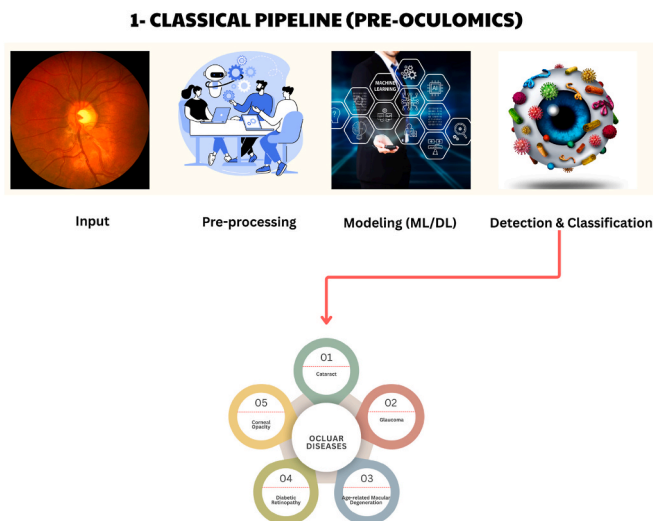 1- CLASSICAL PIPELINE (PRE-OCULOMICS)
MACHINE
LEARNING
AI
Input
Pre-processing
Modeling (ML/DL)
Detection & Classification
01
Cataract
05
Corneal
Opacity
02
Glaucoma
OCLUAR
DISEASES
04
Diabetic
Retinopathy
03
Age-related Macular
Degeneration